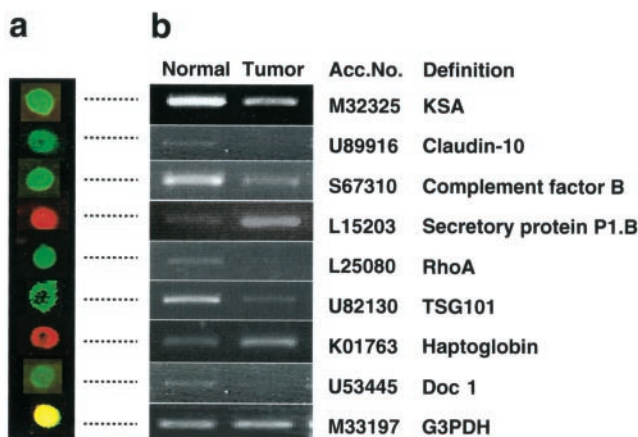 a b
Normal Tumor Acc.No. Definition
M32325 KSA
U89916 Claudin-10
S67310 Complement factor B
L15203 Secretory protein P1.B
L25080 RhoA
U82130 TSG101
K01763 Haptoglobin
U53445 Doc 1
M33197 G3PDH